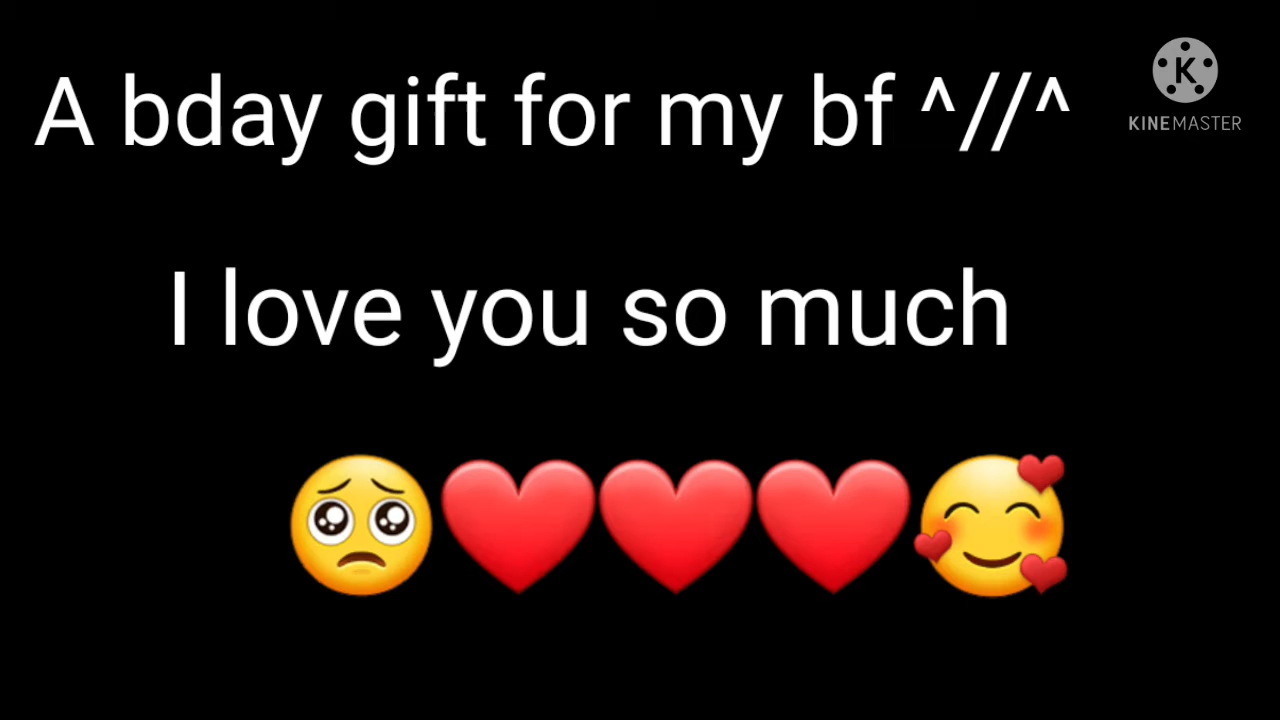 A bday gift for my bf ^//^
K
KINEMASTER
I love you so much
🥺❤❤❤🥰